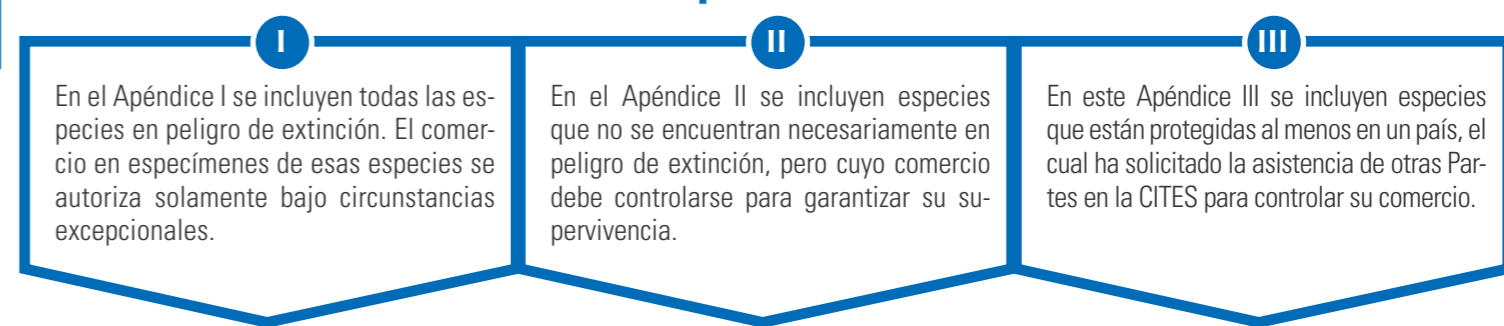 I
En el Apéndice I se incluyen todas las es-
pecies en peligro de extinción. El comer-
cio en especímenes de esas especies se
autoriza solamente bajo circunstancias
excepcionales.
II
En el Apéndice II se incluyen especies
que no se encuentran necesariamente en
peligro de extinción, pero cuyo comercio
debe controlarse para garantizar su su-
pervivencia.
III
En este Apéndice III se incluyen especies
que están protegidas al menos en un país, el
cual ha solicitado la asistencia de otras Par-
tes en la CITES para controlar su comercio.